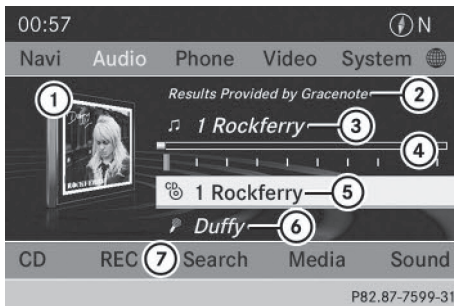 00:57 N
Navi Audio Phone Video System
1 Results Provided by Gracenote 2
1 Rockferry 3
4
CD 1 Rockferry 5
Duffy 6
CD REC 7 Search Media Sound
P82.87-7599-31